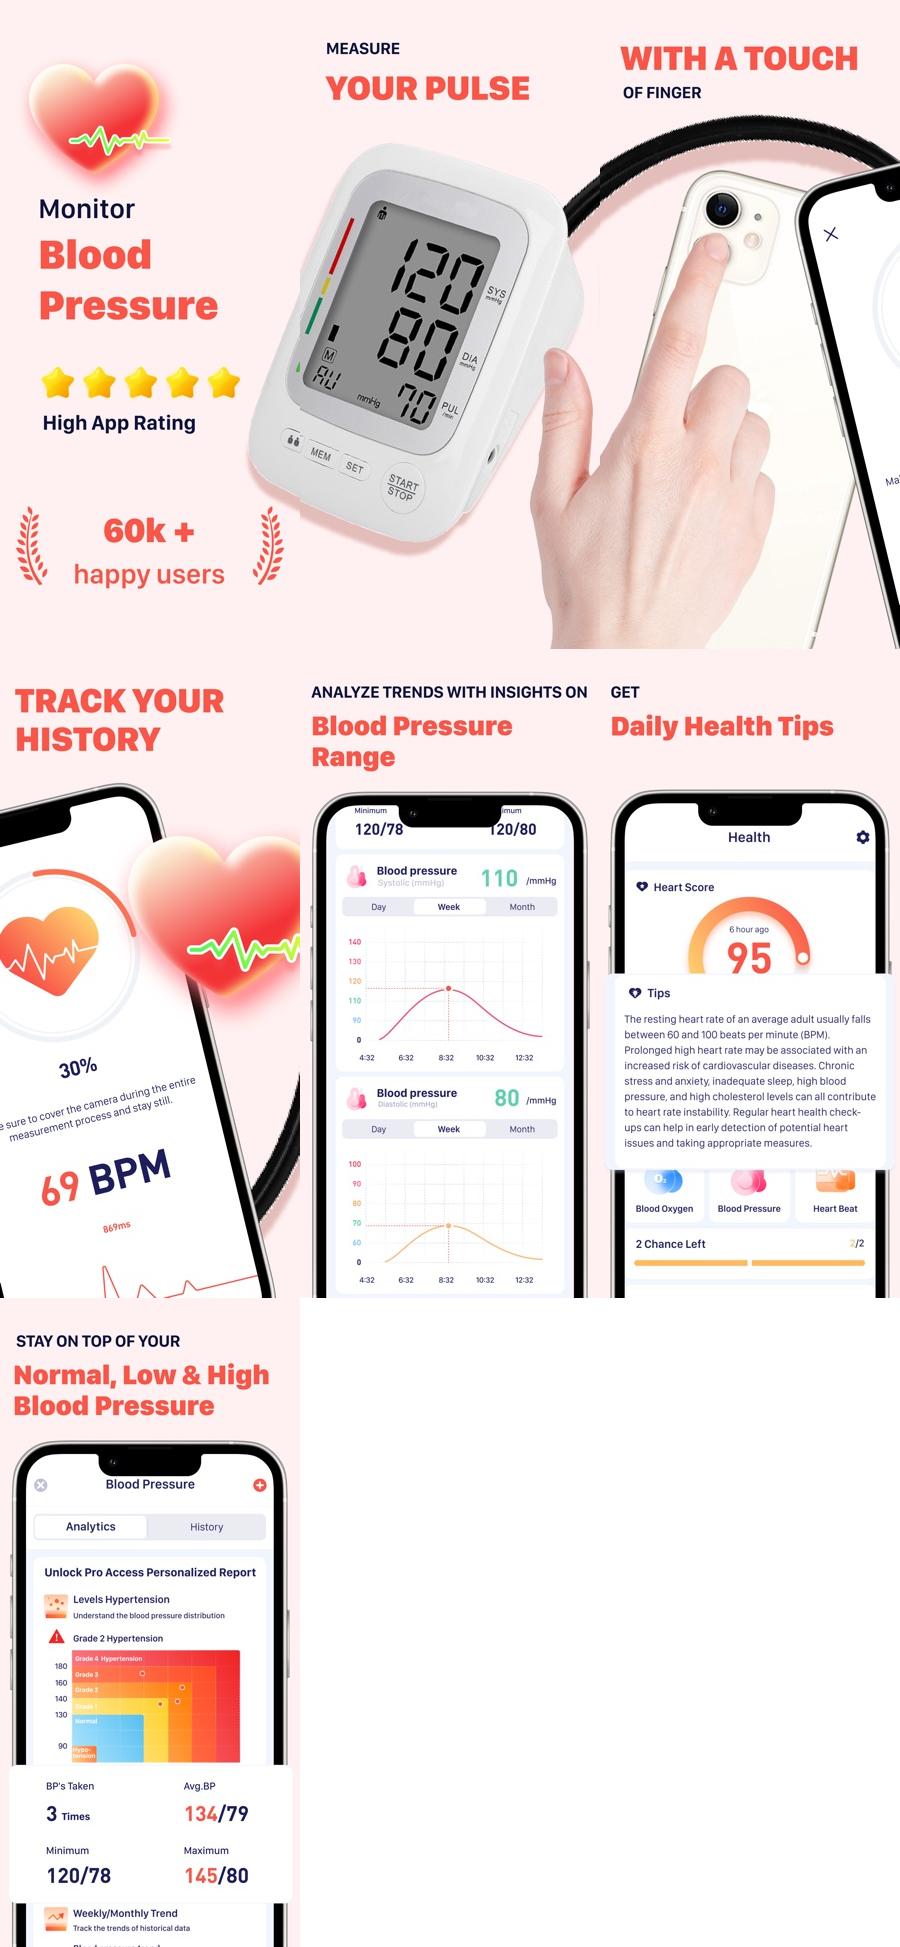 Monitor
Blood
Pressure
High App Rating
60k +
happy users
MEASURE
YOUR PULSE
120
SYS
mmHg
80
DIA
mmHg
M
mmHg
70
PUL
/min
MEM
SET
START
STOP
WITH A TOUCH
OF FINGER
TRACK YOUR
HISTORY
30%
sure to cover the camera during the entire
measurement process and stay still.
69 BPM
869ms
ANALYZE TRENDS WITH INSIGHTS ON
Blood Pressure
Range
Minimum
120/78
120/80
Blood pressure
110 /mmHg
Systolic (mmHg)
Day Week Month
140
130
120
110
90
0
4:32 6:32 8:32 10:32 12:32
Blood pressure
80 /mmHg
Diastolic (mmHg)
Day Week Month
100
90
80
70
60
0
4:32 6:32 8:32 10:32 12:32
GET
Daily Health Tips
Health
Heart Score
6 hour ago
95
Tips
The resting heart rate of an average adult usually falls
between 60 and 100 beats per minute (BPM).
Prolonged high heart rate may be associated with an
increased risk of cardiovascular diseases. Chronic
stress and anxiety, inadequate sleep, high blood
pressure, and high cholesterol levels can all contribute
to heart rate instability. Regular heart health check-
ups can help in early detection of potential heart
issues and taking appropriate measures.
O₂
Blood Oxygen Blood Pressure Heart Beat
2 Chance Left 2/2
STAY ON TOP OF YOUR
Normal, Low & High
Blood Pressure
Blood Pressure
Analytics History
Unlock Pro Access Personalized Report
Levels Hypertension
Understand the blood pressure distribution
Grade 2 Hypertension
Grade 4 Hypertension
180
Grade 3
160
Grade 2
140
Grade 1
130
Normal
90
Hypo-
tension
BP's Taken Avg.BP
3 Times 134/79
Minimum Maximum
120/78 145/80
Weekly/Monthly Trend
Track the trends of historical data